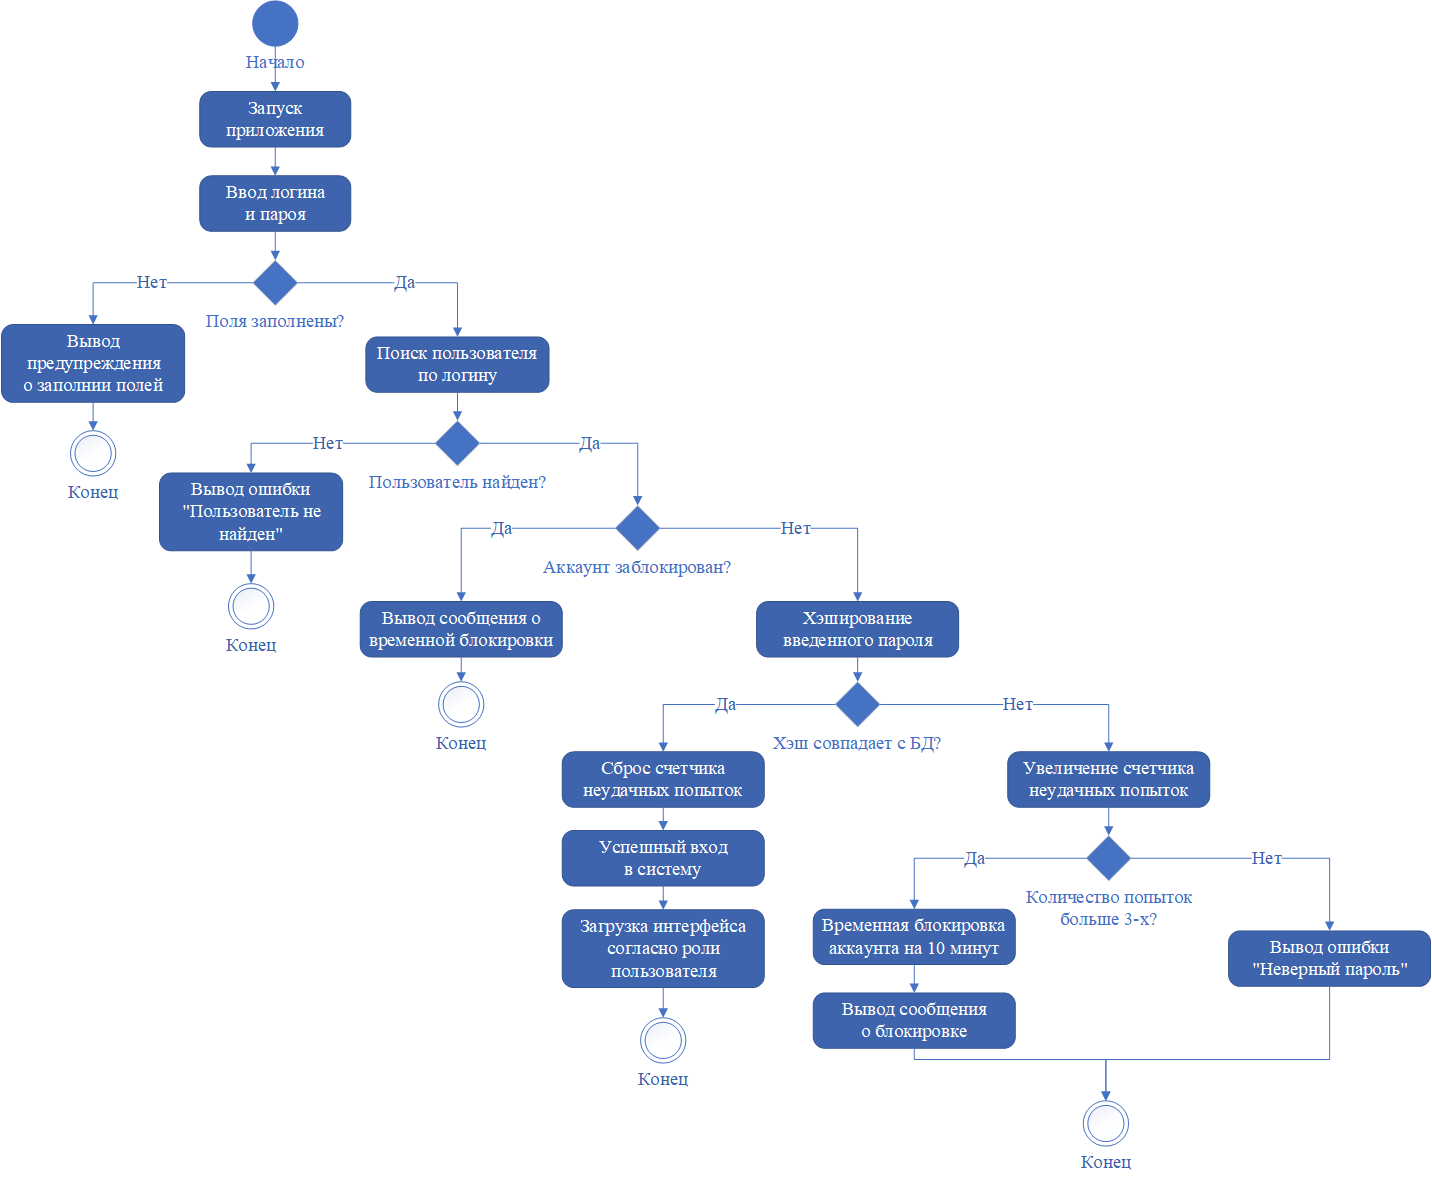 Начало
Запуск
приложения
Ввод логина
и пароя
Нет
Да
Поля заполнены?
Вывод
предупреждения
о заполнии полей
Конец
Поиск пользователя
по логину
Нет
Да
Пользователь найден?
Вывод ошибки
"Пользователь не
найден"
Конец
Да
Нет
Аккаунт заблокирован?
Вывод сообщения о
временной блокировки
Конец
Хэширование
введенного пароля
Да
Нет
Хэш совпадает с БД?
Сброс счетчика
неудачных попыток
Успешный вход
в систему
Загрузка интерфейса
согласно роли
пользователя
Конец
Увеличение счетчика
неудачных попыток
Да
Нет
Количество попыток
больше 3-х?
Временная блокировка
аккаунта на 10 минут
Вывод сообщения
о блокировке
Вывод ошибки
"Неверный пароль"
Конец